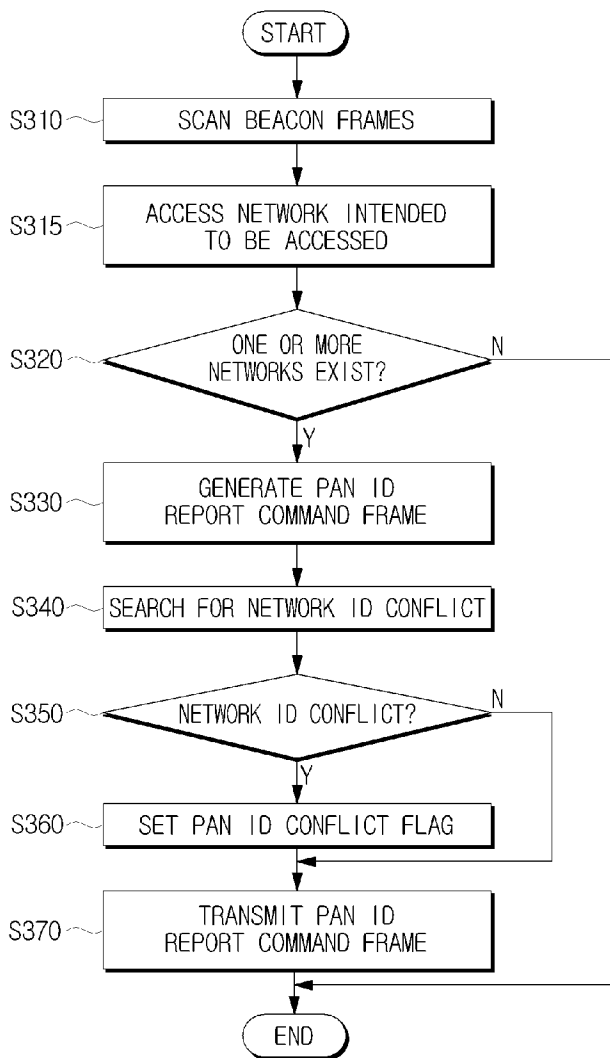 START
S310
SCAN BEACON FRAMES
S315
ACCESS NETWORK INTENDED
TO BE ACCESSED
S320
ONE OR MORE
NETWORKS EXIST?
N
Y
S330
GENERATE PAN ID
REPORT COMMAND FRAME
S340
SEARCH FOR NETWORK ID CONFLICT
S350
NETWORK ID CONFLICT?
N
Y
S360
SET PAN ID CONFLICT FLAG
S370
TRANSMIT PAN ID
REPORT COMMAND FRAME
END